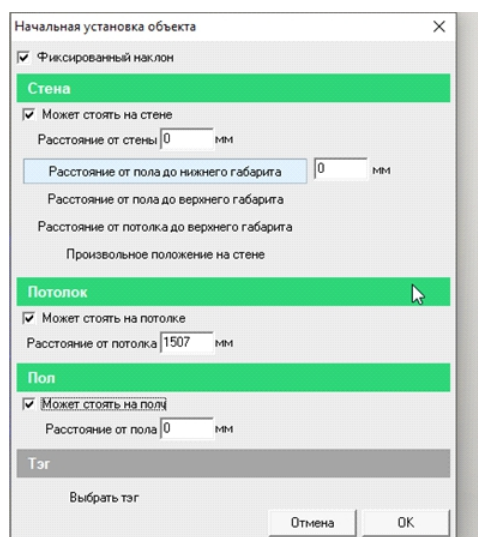 Начальная установка объекта
Фиксированный наклон
Стена
Может стоять на стене
Расстояние от стены 0 мм
Расстояние от пола до нижнего габарита 0 мм
Расстояние от пола до верхнего габарита
Расстояние от потолка до верхнего габарита
Произвольное положение на стене
Потолок
Может стоять на потолке
Расстояние от потолка 1507 мм
Пол
Может стоять на полу
Расстояние от пола 0 мм
Тэг
Выбрать тэг
Отмена OK